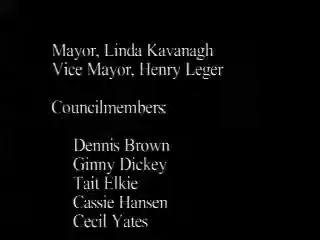 Mayor, Linda Kavanagh
Vice Mayor, Henry Leger
Councilmembers:
Dennis Brown
Ginny Dickey
Tait Elkie
Cassie Hansen
Cecil Yates